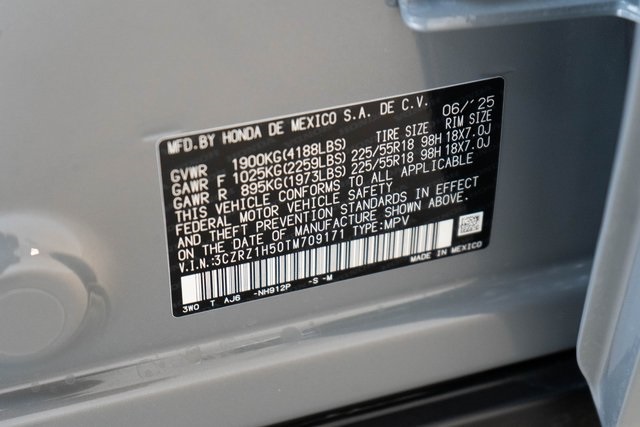 MFD.BY HONDA DE MEXICO S.A. DE C.V. 06/'25
GVWR 1900KG(4188LBS) TIRE SIZE RIM SIZE
GAWR F 1025KG(2259LBS) 225/55R18 98H 18X7.0J
GAWR R 895KG(1973LBS) 225/55R18 98H 18X7.0J
THIS VEHICLE CONFORMS TO ALL APPLICABLE
FEDERAL MOTOR VEHICLE SAFETY
AND THEFT PREVENTION STANDARDS IN EFFECT
ON THE DATE OF MANUFACTURE SHOWN ABOVE.
V.I.N.:3CZRZ1H50TM709171 TYPE:MPV
MADE IN MEXICO
3WO T AJ6 -NH912P -S -M